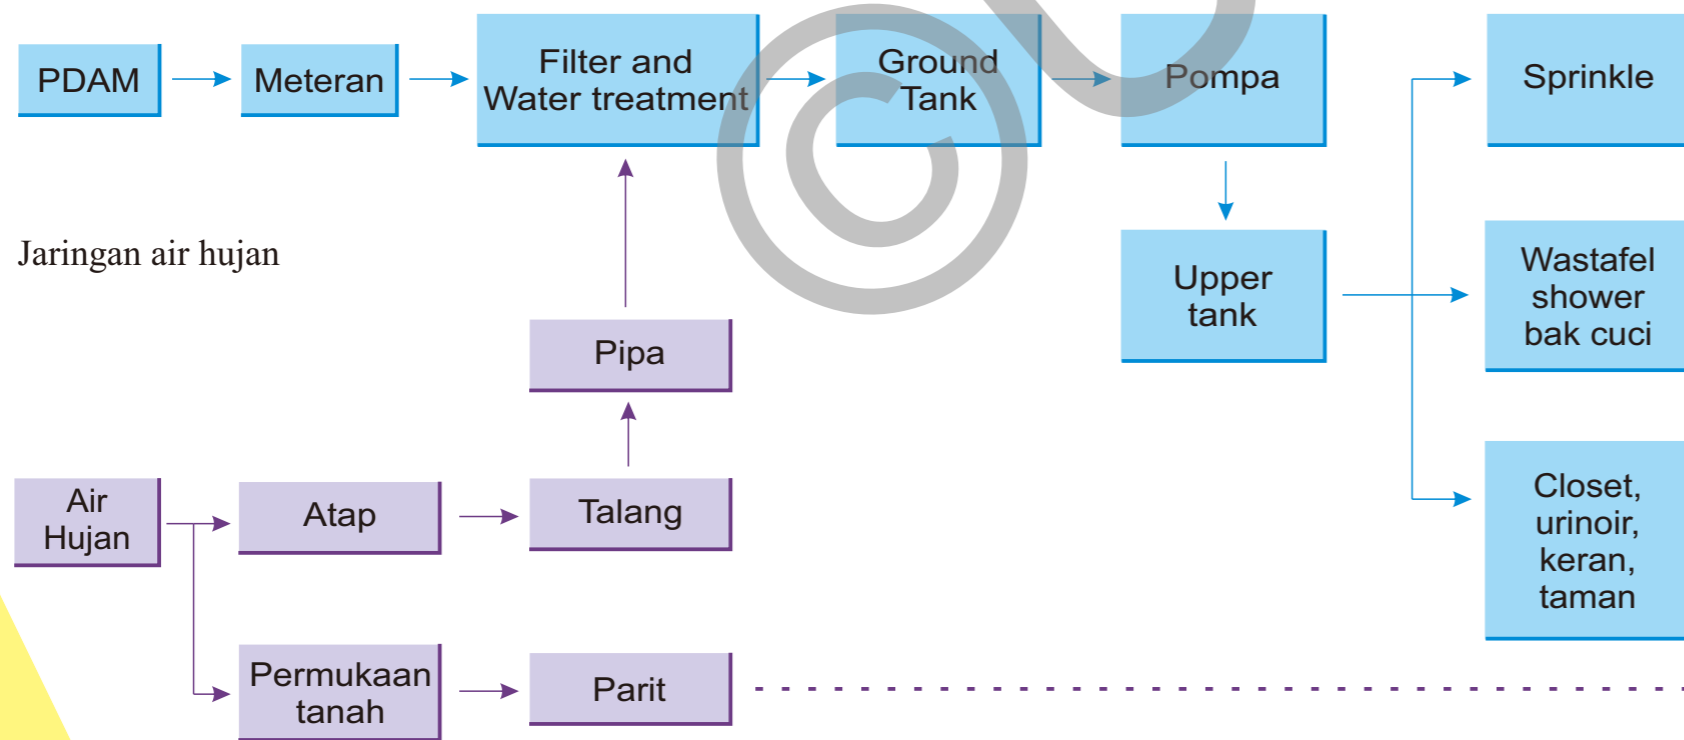 PDAM
Meteran
Filter and
Water treatment
Ground
Tank
Pompa
Sprinkle
Jaringan air hujan
Upper
tank
Wastafel
shower
bak cuci
Pipa
Air
Hujan
Atap
Talang
Closet,
urinoir,
keran,
taman
Permukaan
tanah
Parit